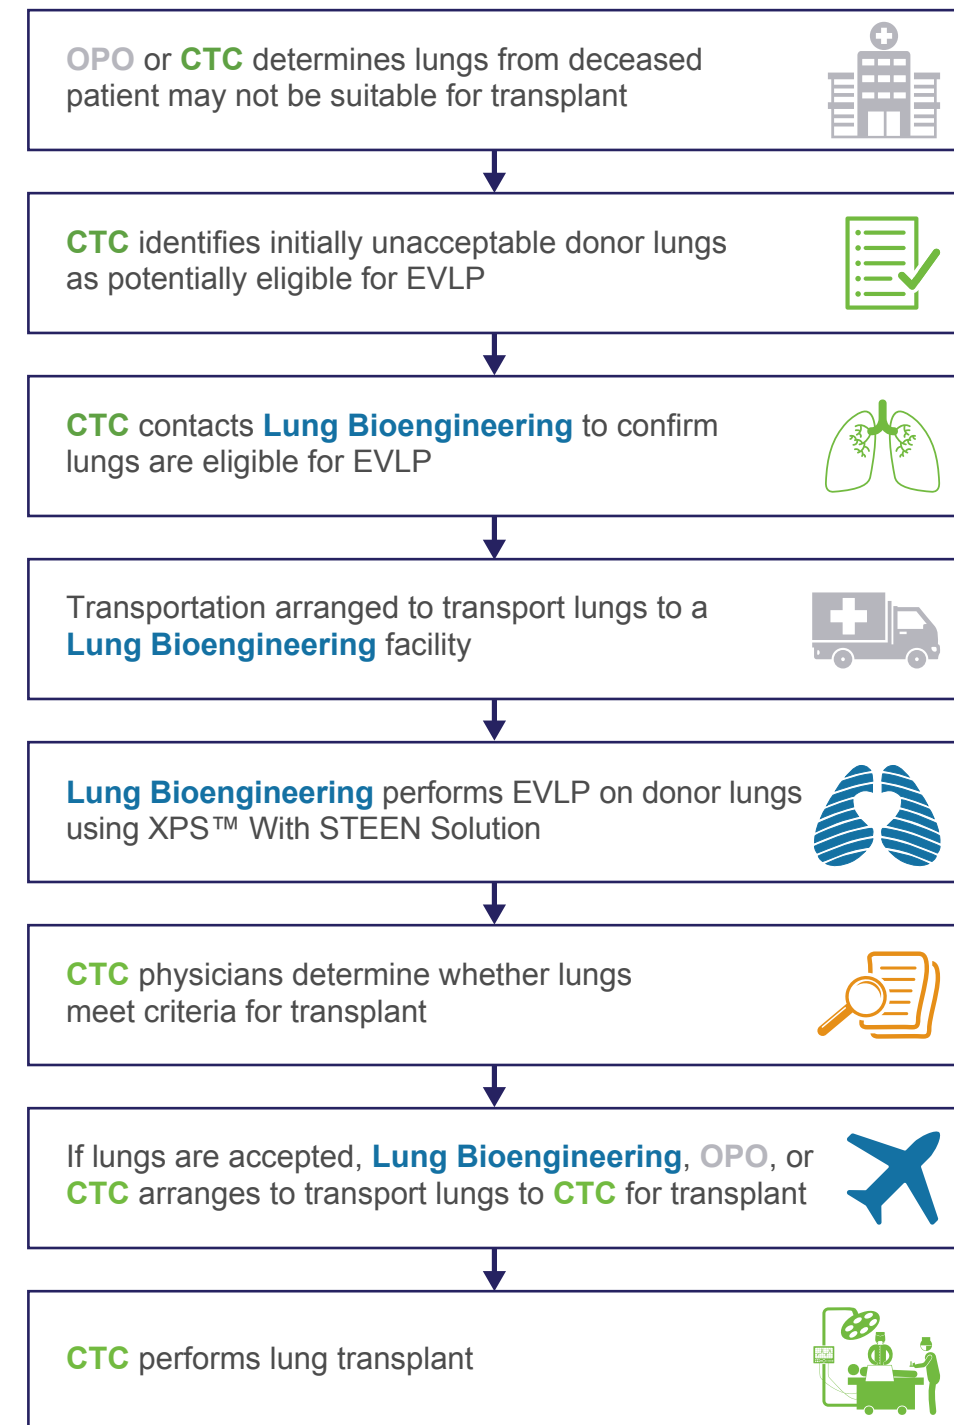 OPO or CTC determines lungs from deceased
patient may not be suitable for transplant
CTC identifies initially unacceptable donor lungs
as potentially eligible for EVLP
CTC contacts Lung Bioengineering to confirm
lungs are eligible for EVLP
Transportation arranged to transport lungs to a
Lung Bioengineering facility
Lung Bioengineering performs EVLP on donor lungs
using XPS™ With STEEN Solution
CTC physicians determine whether lungs
meet criteria for transplant
If lungs are accepted, Lung Bioengineering, OPO, or
CTC arranges to transport lungs to CTC for transplant
CTC performs lung transplant